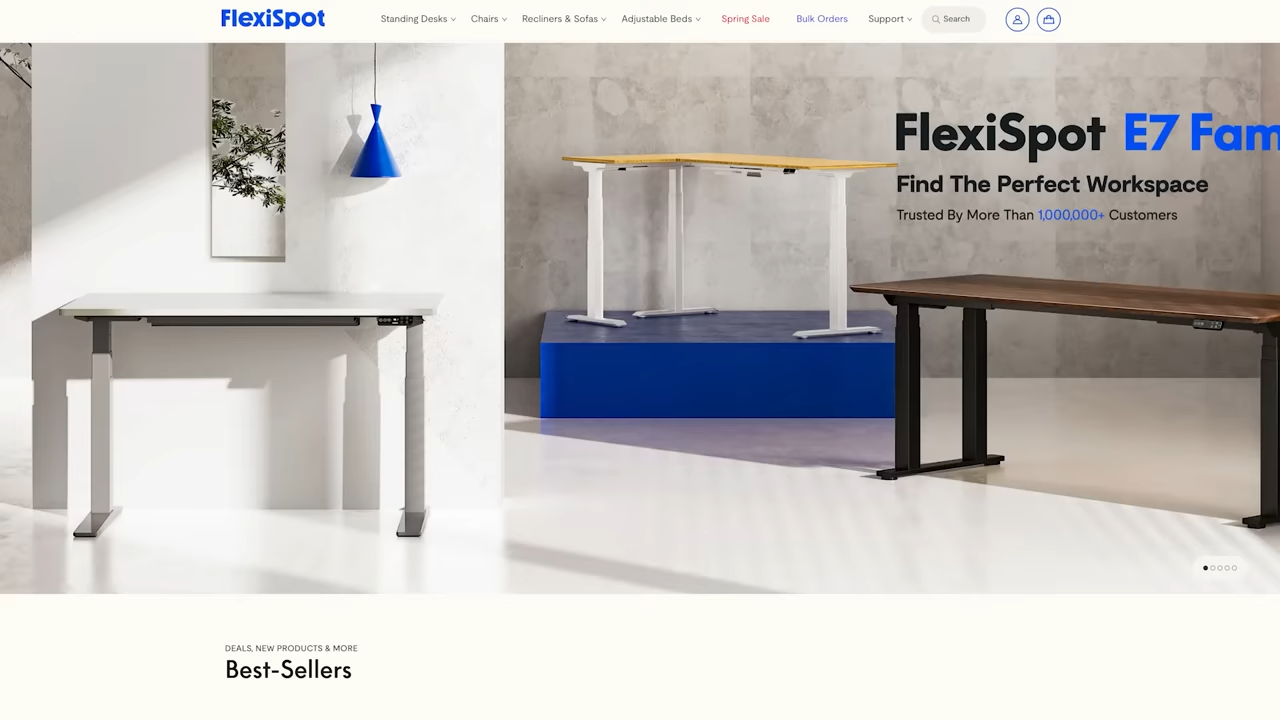 FlexiSpot
Standing Desks
Chairs
Recliners & Sofas
Adjustable Beds
Spring Sale
Bulk Orders
Support
Search
FlexiSpot E7 Fam
Find The Perfect Workspace
Trusted By More Than 1,000,000+ Customers
DEALS, NEW PRODUCTS & MORE
Best-Sellers